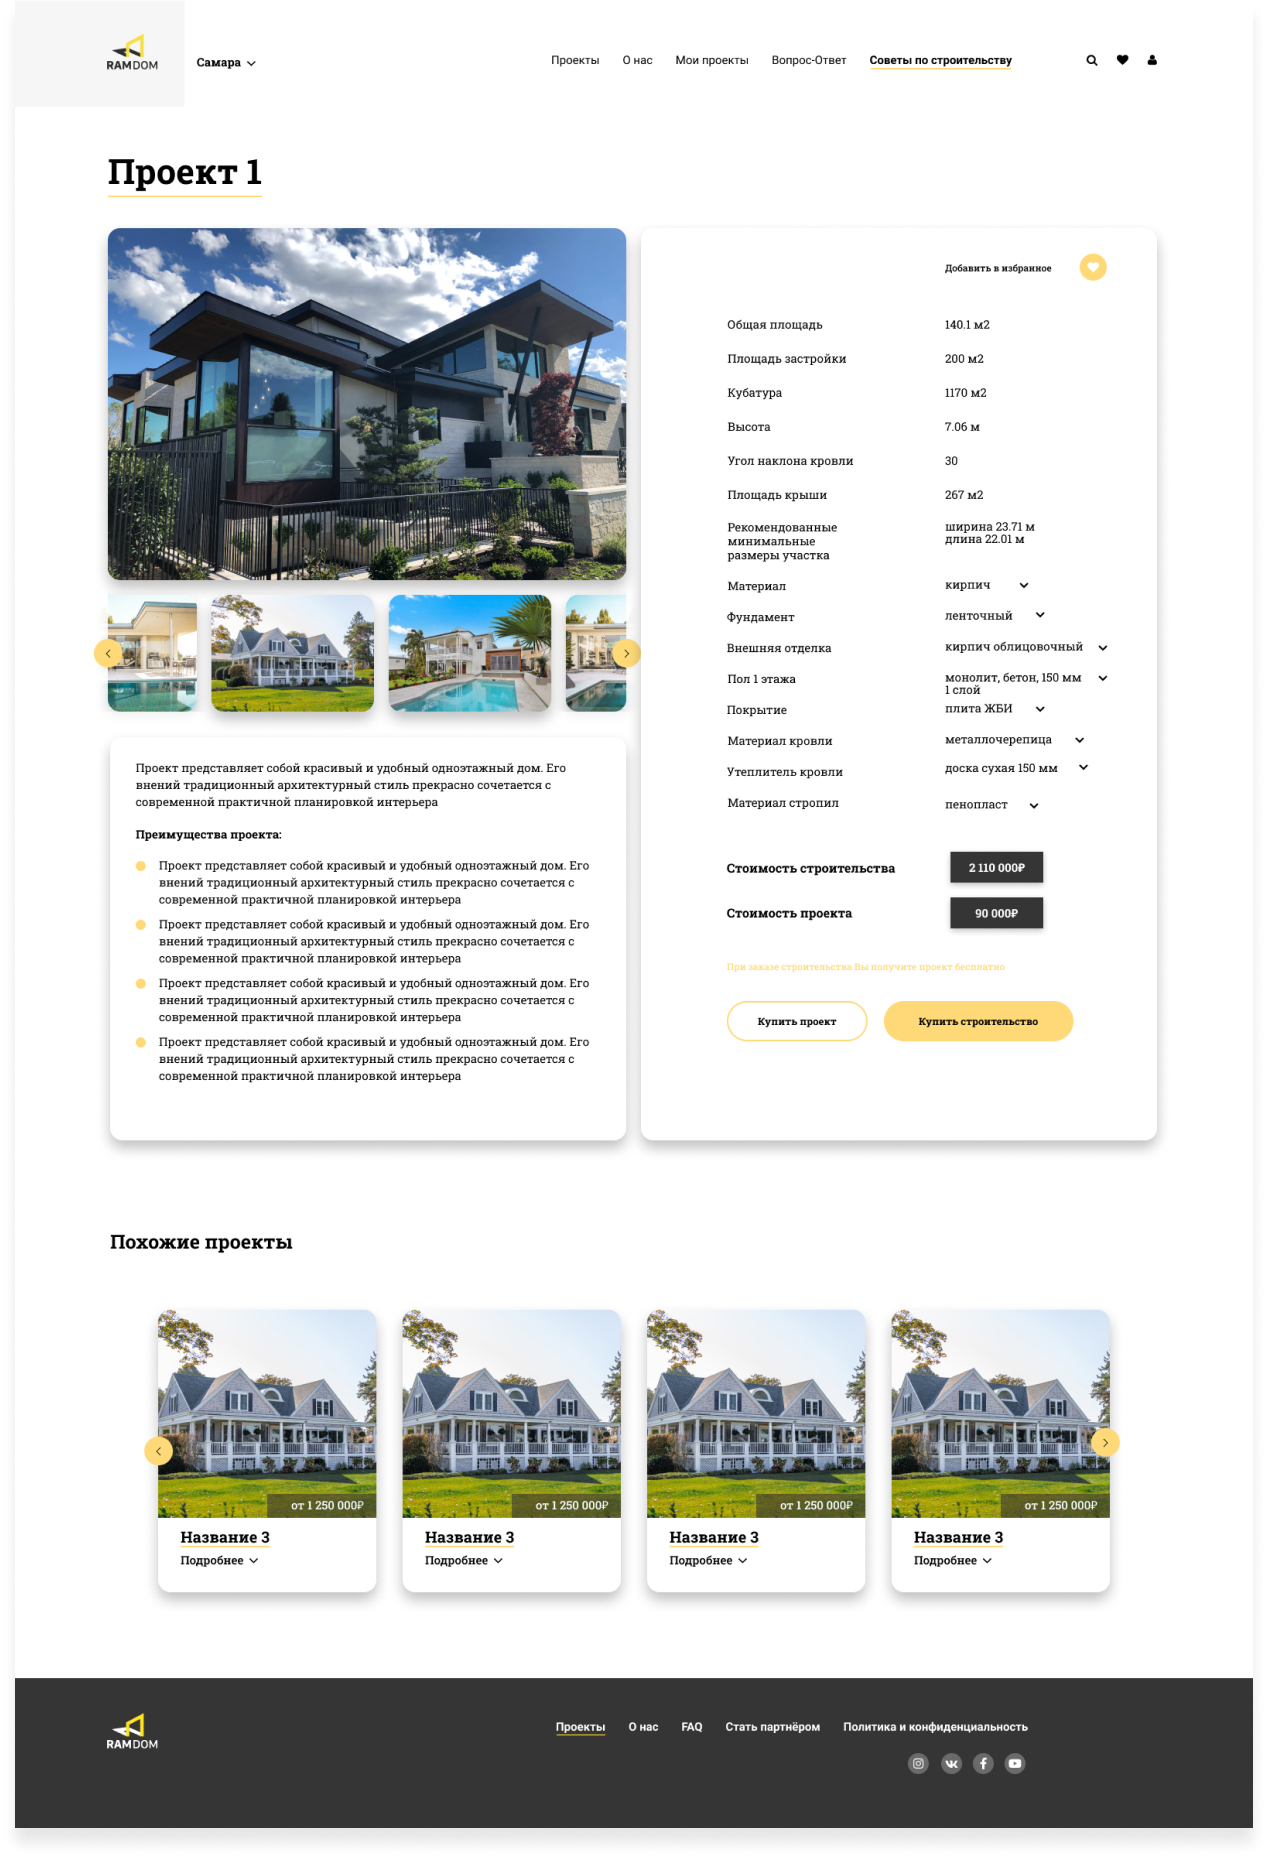 RAMDOM
Самара
Проекты
О нас
Мои проекты
Вопрос-Ответ
Советы по строительству
Проект 1
Проект представляет собой красивый и удобный одноэтажный дом. Его
внений традиционный архитектурный стиль прекрасно сочетается с
современной практичной планировкой интерьера
Преимущества проекта:
Проект представляет собой красивый и удобный одноэтажный дом. Его
внений традиционный архитектурный стиль прекрасно сочетается с
современной практичной планировкой интерьера
Проект представляет собой красивый и удобный одноэтажный дом. Его
внений традиционный архитектурный стиль прекрасно сочетается с
современной практичной планировкой интерьера
Проект представляет собой красивый и удобный одноэтажный дом. Его
внений традиционный архитектурный стиль прекрасно сочетается с
современной практичной планировкой интерьера
Проект представляет собой красивый и удобный одноэтажный дом. Его
внений традиционный архитектурный стиль прекрасно сочетается с
современной практичной планировкой интерьера
Добавить в избранное
Общая площадь 140.1 м2
Площадь застройки 200 м2
Кубатура 1170 м2
Высота 7.06 м
Угол наклона кровли 30
Площадь крыши 267 м2
Рекомендованные
минимальные
размеры участка
ширина 23.71 м
длина 22.01 м
Материал кирпич
Фундамент ленточный
Внешняя отделка кирпич облицовочный
Пол 1 этажа монолит, бетон, 150 мм
1 слой
Покрытие плита ЖБИ
Материал кровли металлочерепица
Утеплитель кровли доска сухая 150 мм
Материал стропил пенопласт
Стоимость строительства 2 110 000₽
Стоимость проекта 90 000₽
При заказе строительства Вы получите проект бесплатно
Купить проект
Купить строительство
Похожие проекты
от 1 250 000₽
Название 3
Подробнее
от 1 250 000₽
Название 3
Подробнее
от 1 250 000₽
Название 3
Подробнее
от 1 250 000₽
Название 3
Подробнее
RAMDOM
Проекты
О нас
FAQ
Стать партнёром
Политика и конфиденциальность